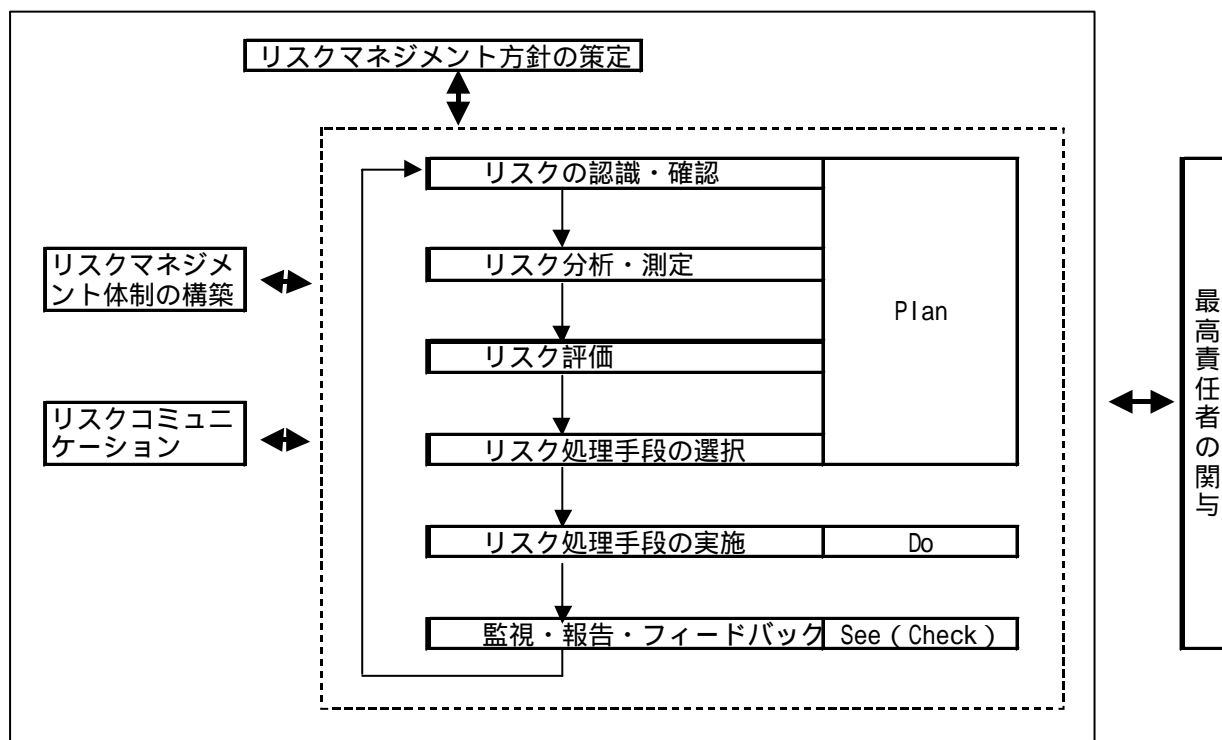 リスクマネジメント方針の策定
リスクの認識・確認
リスク分析・測定
リスク評価
リスク処理手段の選択
Plan
リスク処理手段の実施
Do
監視・報告・フィードバック
See（Check）
リスクマネジメ
ント体制の構築
リスクコミュニ
ケーション
最高責任者の関与